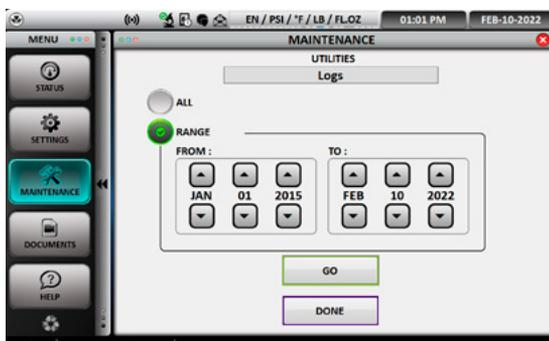 EN / PSI / °F / LB / FL.OZ 01:01 PM FEB-10-2022
MENU MAINTENANCE
UTILITIES
Logs
STATUS
ALL
RANGE
SETTINGS
FROM : TO :
JAN 01 2015 FEB 10 2022
MAINTENANCE
DOCUMENTS
GO
HELP
DONE